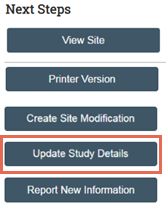 Next Steps
View Site
Printer Version
Create Site Modification
Update Study Details
Report New Information